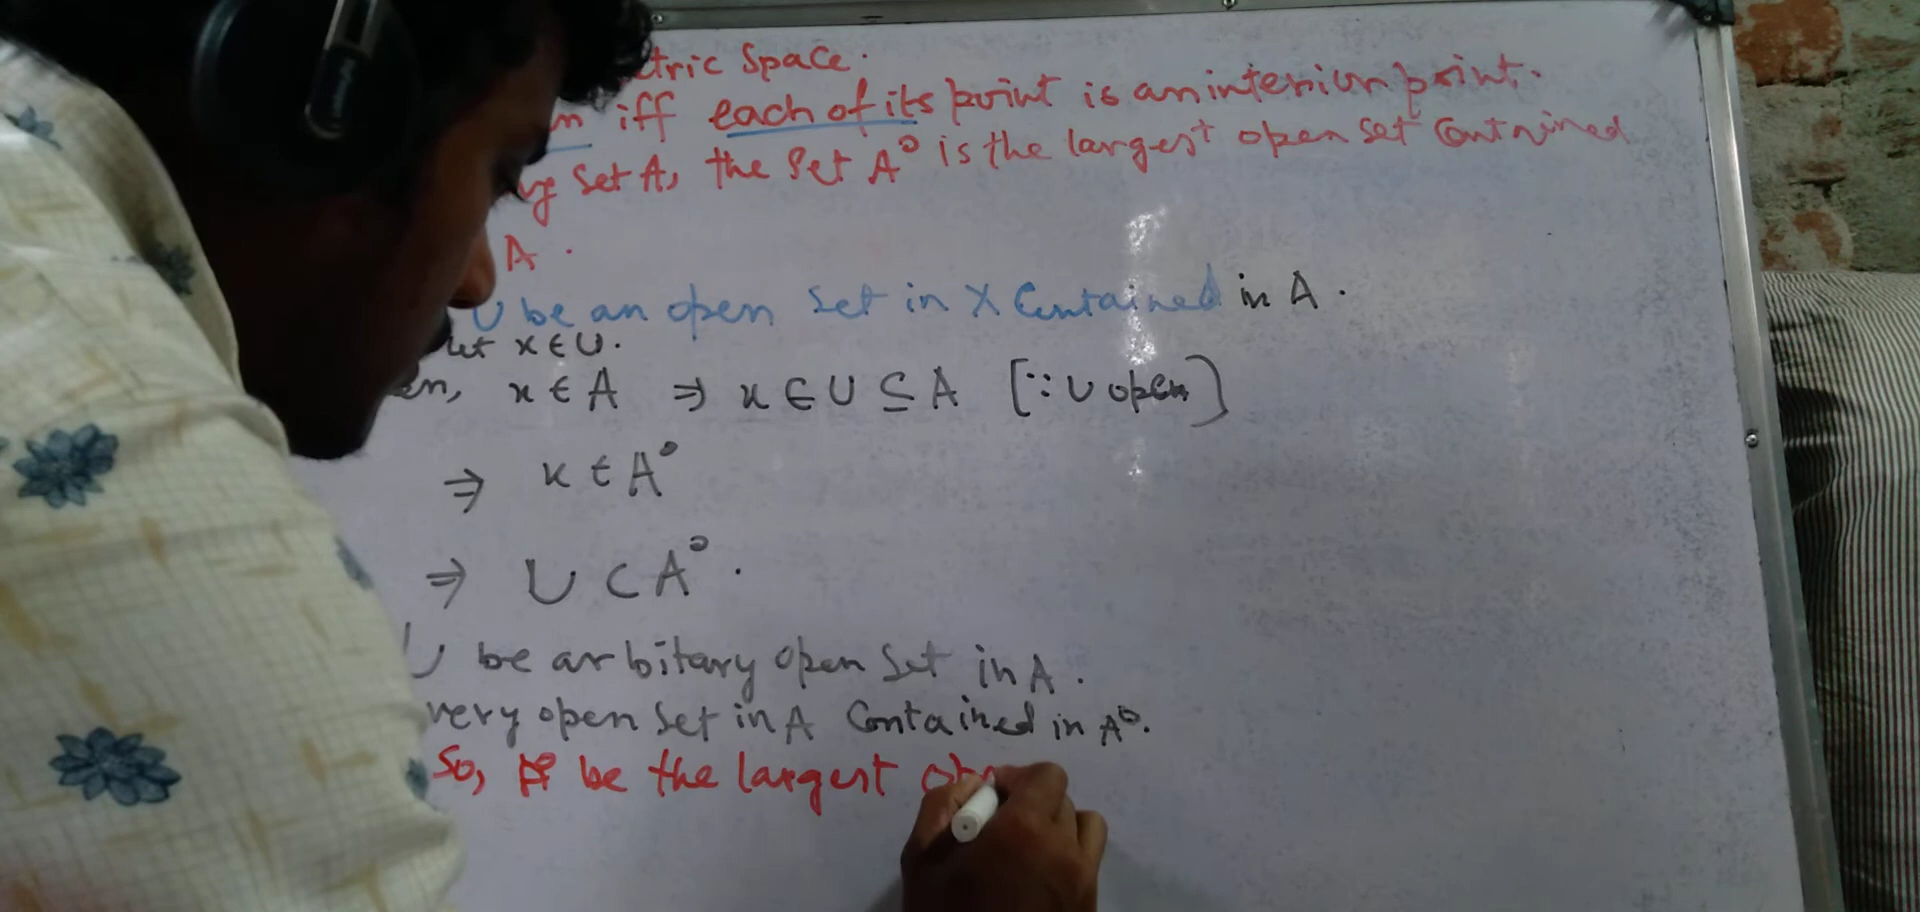 tric Space.
n iff each of its point is an interior point.
Set A, the Set A° is the largest open set Contained
A.
U be an open Set in X Contained in A.
let x ∈ U.
en, x ∈ A ⇒ x ∈ U ⊆ A [∵ U open]
⇒ x ∈ A°
⇒ U ⊂ A°.
U be arbitary open Set in A.
very open Set in A Contained in A°.
So, A° be the largest